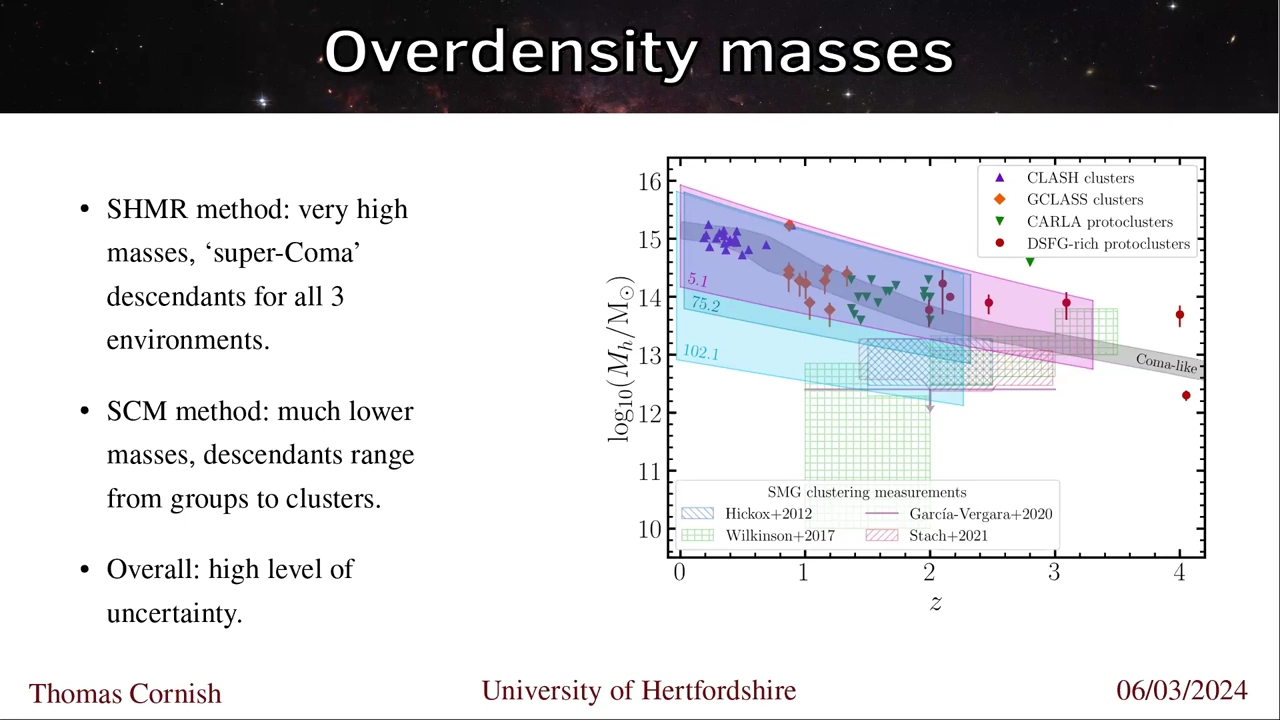 Overdensity masses
• SHMR method: very high
masses, ‘super-Coma’
descendants for all 3
environments.
• SCM method: much lower
masses, descendants range
from groups to clusters.
• Overall: high level of
uncertainty.
log₁₀(Mₕ/M⊙)
16
15
14
13
12
11
10
CLASH clusters
GCLASS clusters
CARLA protoclusters
DSFG-rich protoclusters
5.1
75.2
102.1
Coma-like
SMG clustering measurements
Hickox+2012
García-Vergara+2020
Wilkinson+2017
Stach+2021
0 1 2 3 4
z
Thomas Cornish
University of Hertfordshire
06/03/2024